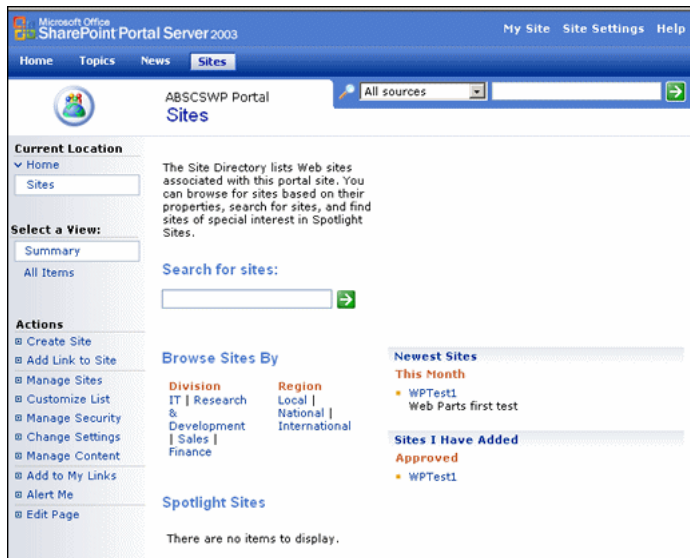 Microsoft Office
SharePoint Portal Server 2003
My Site Site Settings Help
Home Topics News Sites
ABSCSWP Portal
Sites
All sources
Current Location
Home
Sites
Select a View:
Summary
All Items
Actions
Create Site
Add Link to Site
Manage Sites
Customize List
Manage Security
Change Settings
Manage Content
Add to My Links
Alert Me
Edit Page
The Site Directory lists Web sites
associated with this portal site. You
can browse for sites based on their
properties, search for sites, and find
sites of special interest in Spotlight
Sites.
Search for sites:
Browse Sites By
Division
IT | Research
&
Development
| Sales |
Finance
Region
Local |
National |
International
Spotlight Sites
There are no items to display.
Newest Sites
This Month
WPTest1
Web Parts first test
Sites I Have Added
Approved
WPTest1